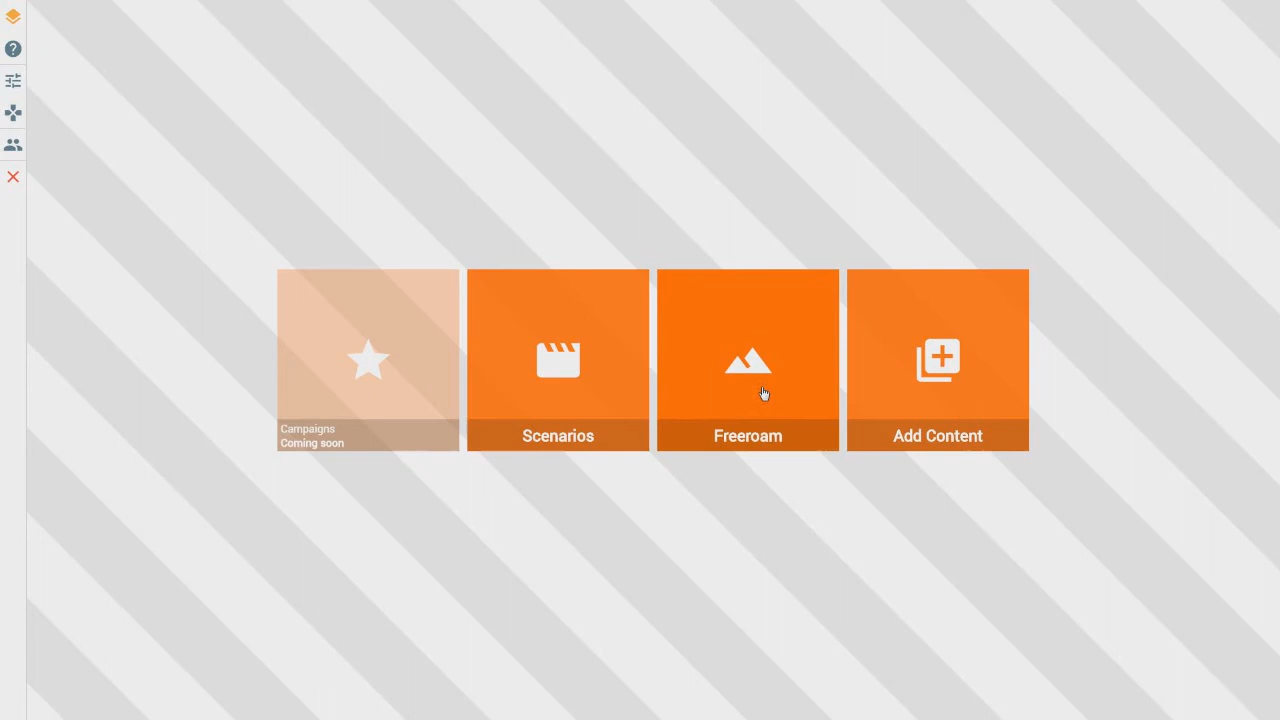 Campaigns
Coming soon
Scenarios
Freeroam
Add Content